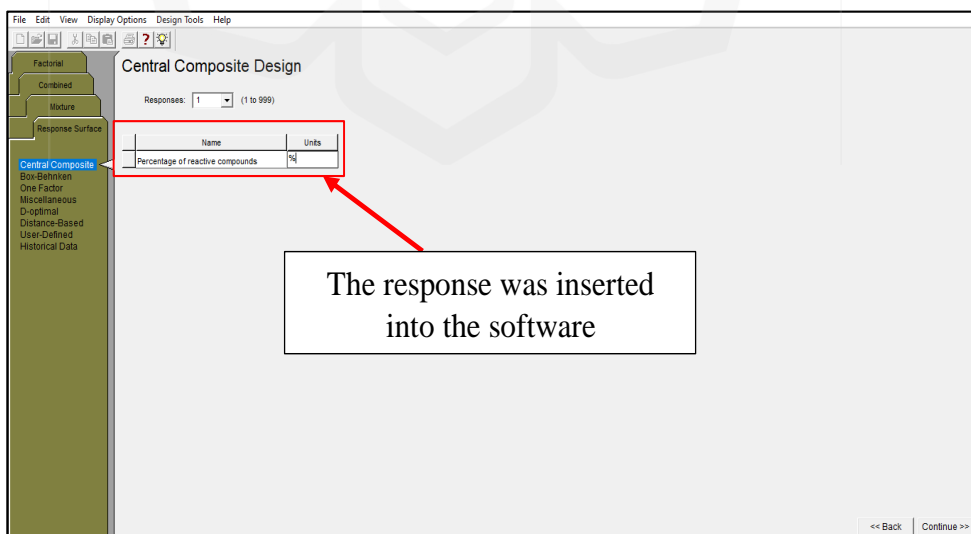 File Edit View Display Options Design Tools Help
Factorial
Combined
Mixture
Response Surface
Central Composite
Box-Behnken
One Factor
Miscellaneous
D-optimal
Distance-Based
User-Defined
Historical Data
Central Composite Design
Responses: 1 (1 to 999)
Name Units
Percentage of reactive compounds %
The response was inserted
into the software
<< Back Continue >>